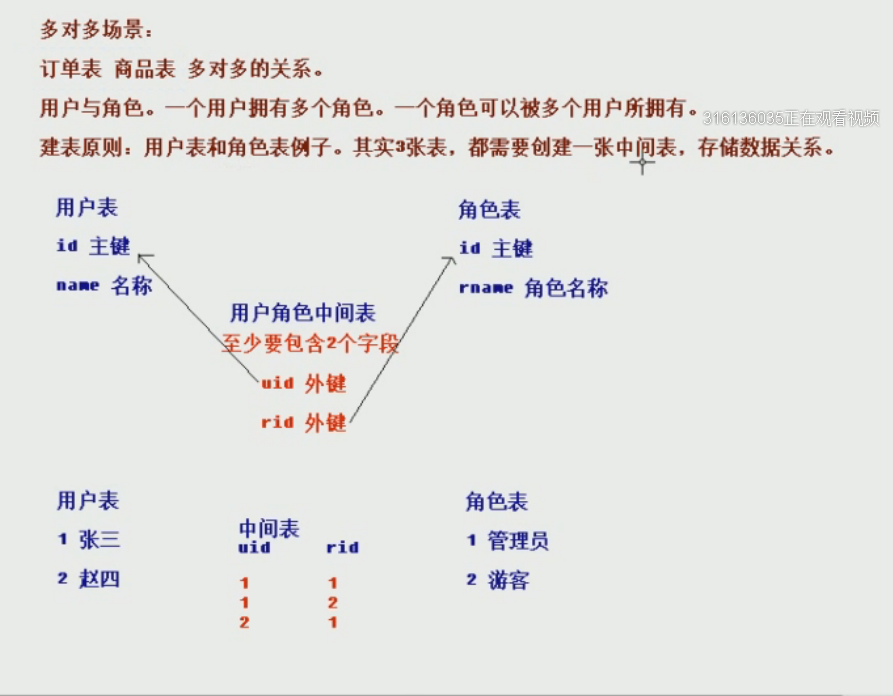 多对多场景：
订单表 商品表 多对多的关系。
用户与角色。一个用户拥有多个角色。一个角色可以被多个用户所拥有。
316136035正在观看视频
建表原则：用户表和角色表例子。其实3张表，都需要创建一张中间表，存储数据关系。
用户表
id 主键
name 名称
角色表
id 主键
rname 角色名称
用户角色中间表
至少要包含2个字段
uid 外键
rid 外键
用户表
1 张三
2 赵四
中间表
uid rid
1 1
1 2
2 1
角色表
1 管理员
2 游客